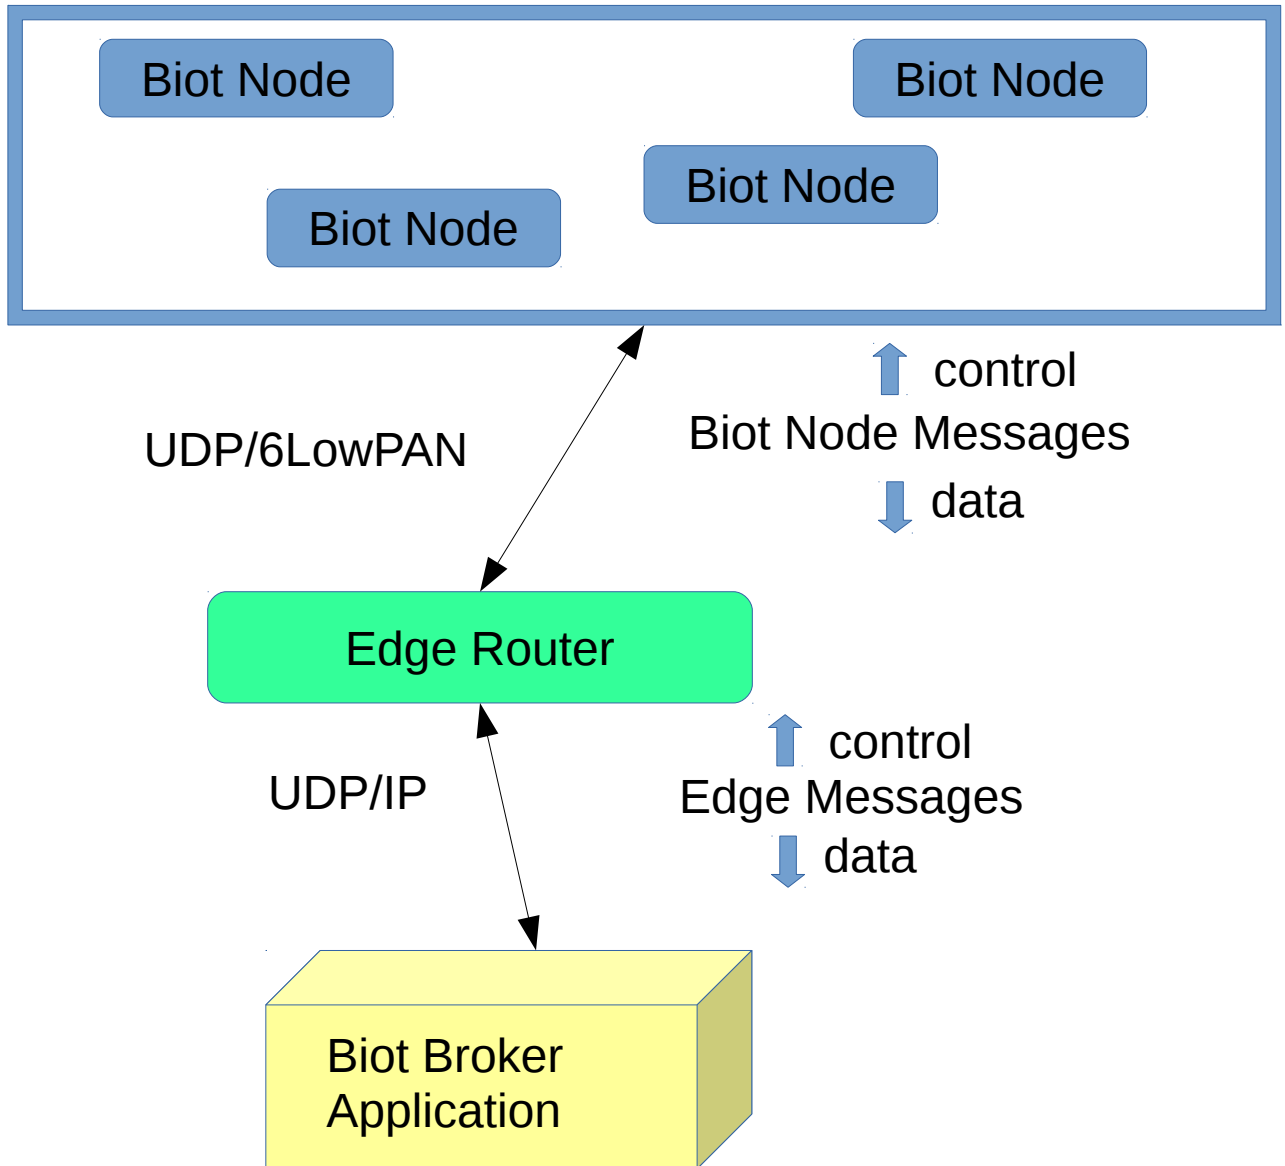 Biot Node
Biot Node
Biot Node
Biot Node
control
UDP/6LowPAN
Biot Node Messages
data
Edge Router
control
UDP/IP
Edge Messages
data
Biot Broker
Application